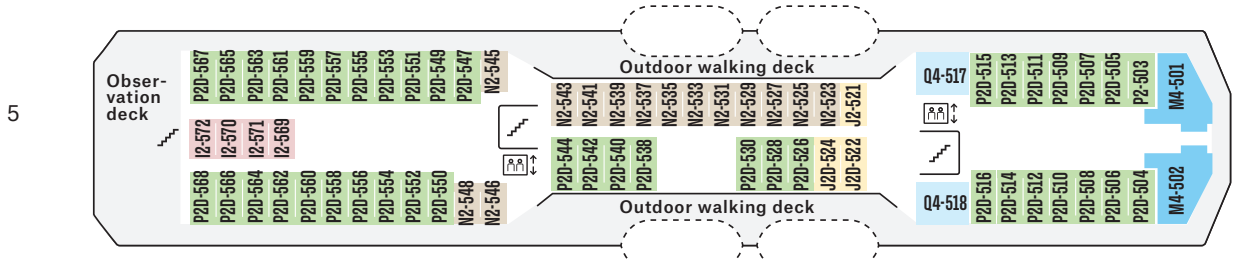 5
Obser-
vation
deck
P2D-567
P2D-565
P2D-563
P2D-561
P2D-559
P2D-557
P2D-555
P2D-553
P2D-551
P2D-549
P2D-547
N2-545
I2-572
I2-570
I2-571
I2-569
P2D-568
P2D-566
P2D-564
P2D-562
P2D-560
P2D-558
P2D-556
P2D-554
P2D-552
P2D-550
N2-548
N2-546
Outdoor walking deck
N2-543
N2-541
N2-539
N2-537
N2-535
N2-533
N2-531
N2-529
N2-527
N2-525
N2-523
J2-521
P2D-544
P2D-542
P2D-540
P2D-538
P2D-530
P2D-528
P2D-526
J2D-524
J2D-522
Outdoor walking deck
Q4-517
P2D-515
P2D-513
P2D-511
P2D-509
P2D-507
P2D-505
P2-503
M4-501
Q4-518
P2D-516
P2D-514
P2D-512
P2D-510
P2D-508
P2D-506
P2D-504
M4-502